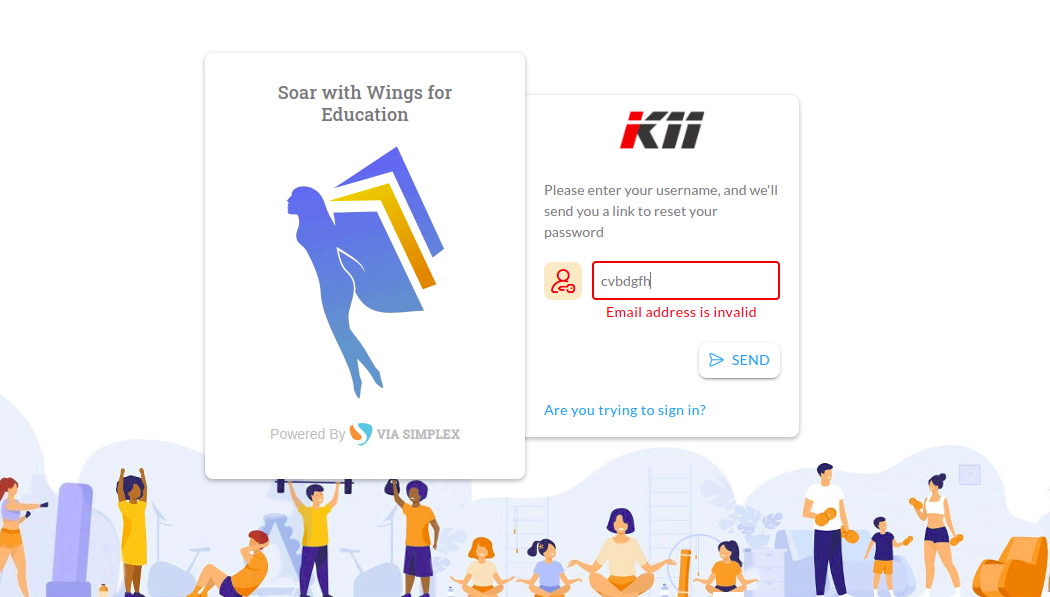 Soar with Wings for
Education
Powered By VIA SIMPLEX
KII
Please enter your username, and we'll
send you a link to reset your
password
cvbdgfh
Email address is invalid
SEND
Are you trying to sign in?